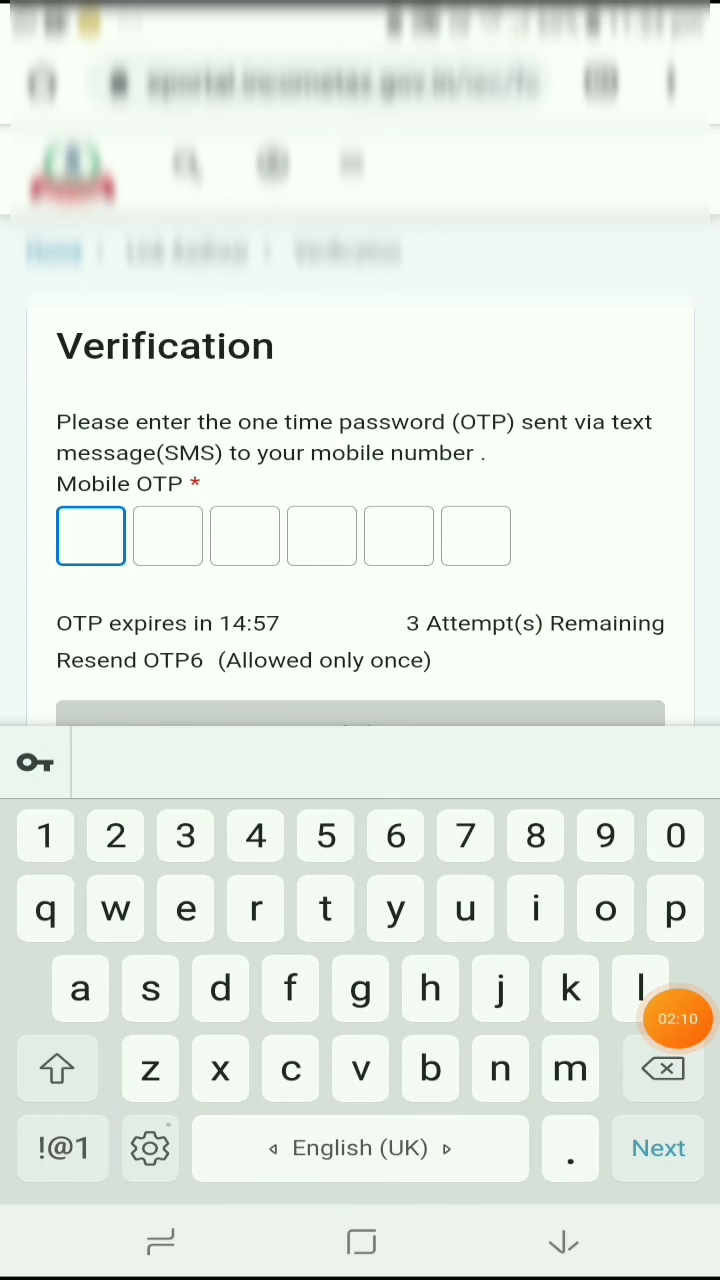 Verification
Please enter the one time password (OTP) sent via text
message(SMS) to your mobile number .
Mobile OTP *
OTP expires in 14:57 3 Attempt(s) Remaining
Resend OTP6 (Allowed only once)
1 2 3 4 5 6 7 8 9 0
q w e r t y u i o p
a s d f g h j k l
02:10
z x c v b n m
!@1 English (UK) . Next